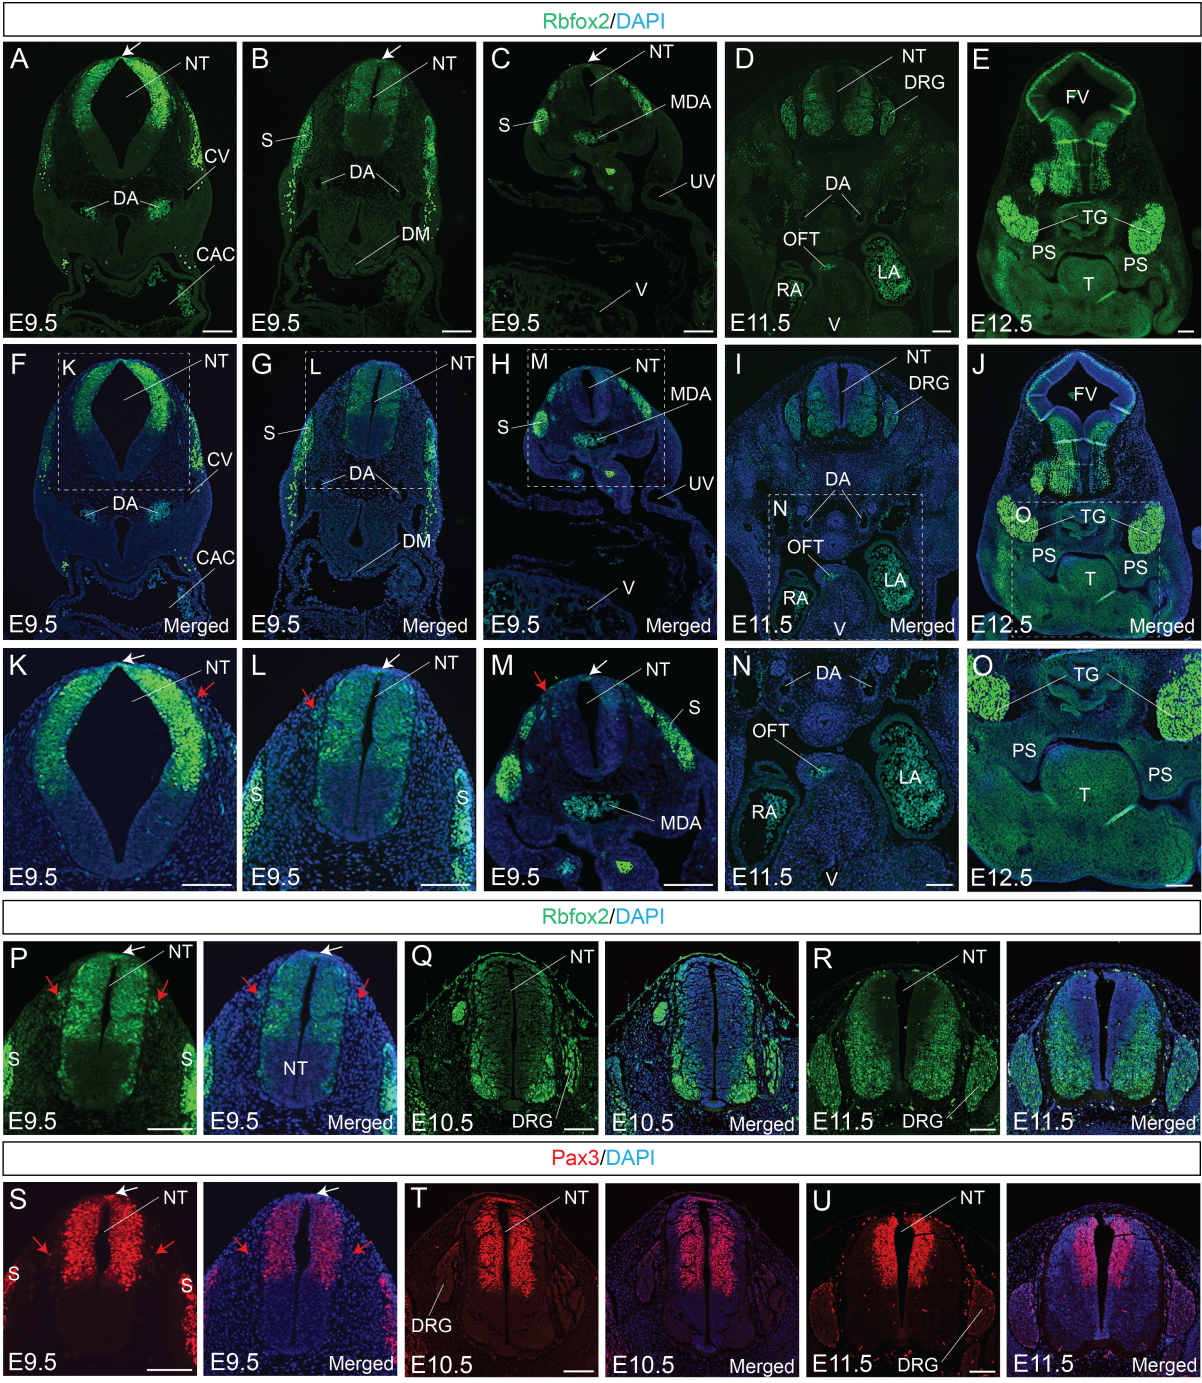 Rbfox2/DAPI
A NT CV DA CAC E9.5
B NT S DA DM E9.5
C NT S MDA UV V E9.5
D NT DRG DA OFT LA RA V E11.5
E FV TG PS PS T E12.5
F K NT CV DA CAC E9.5 Merged
G L NT S DA DM E9.5 Merged
H M NT S MDA UV V E9.5 Merged
I NT DRG DA N OFT LA RA V E11.5 Merged
J FV O TG PS PS T E12.5 Merged
K NT E9.5
L NT S S E9.5
M NT S MDA E9.5
N DA OFT LA RA V E11.5
O TG PS PS T E12.5
Rbfox2/DAPI
P NT S S E9.5
NT NT E9.5 Merged
Q NT DRG E10.5
NT E10.5 Merged
R NT DRG E11.5
NT E11.5 Merged
Pax3/DAPI
S NT S S E9.5
NT E9.5 Merged
T NT DRG E10.5
NT E10.5 Merged
U NT DRG E11.5
NT E11.5 Merged